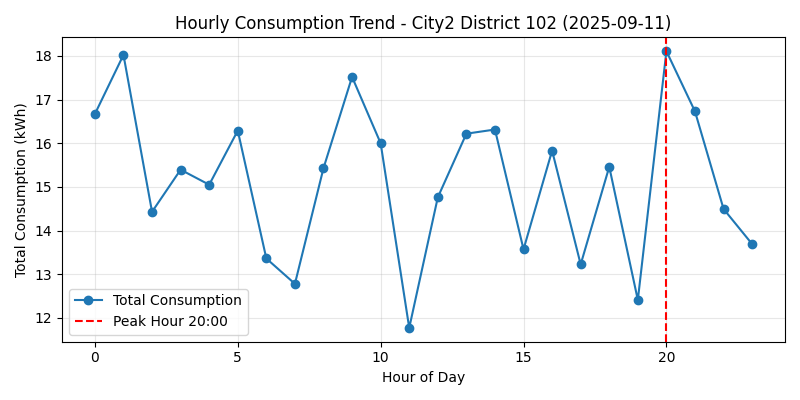 Hourly Consumption Trend - City2 District 102 (2025-09-11)
Total Consumption (kWh)
18
17
16
15
14
13
12
Total Consumption
Peak Hour 20:00
0 5 10 15 20
Hour of Day